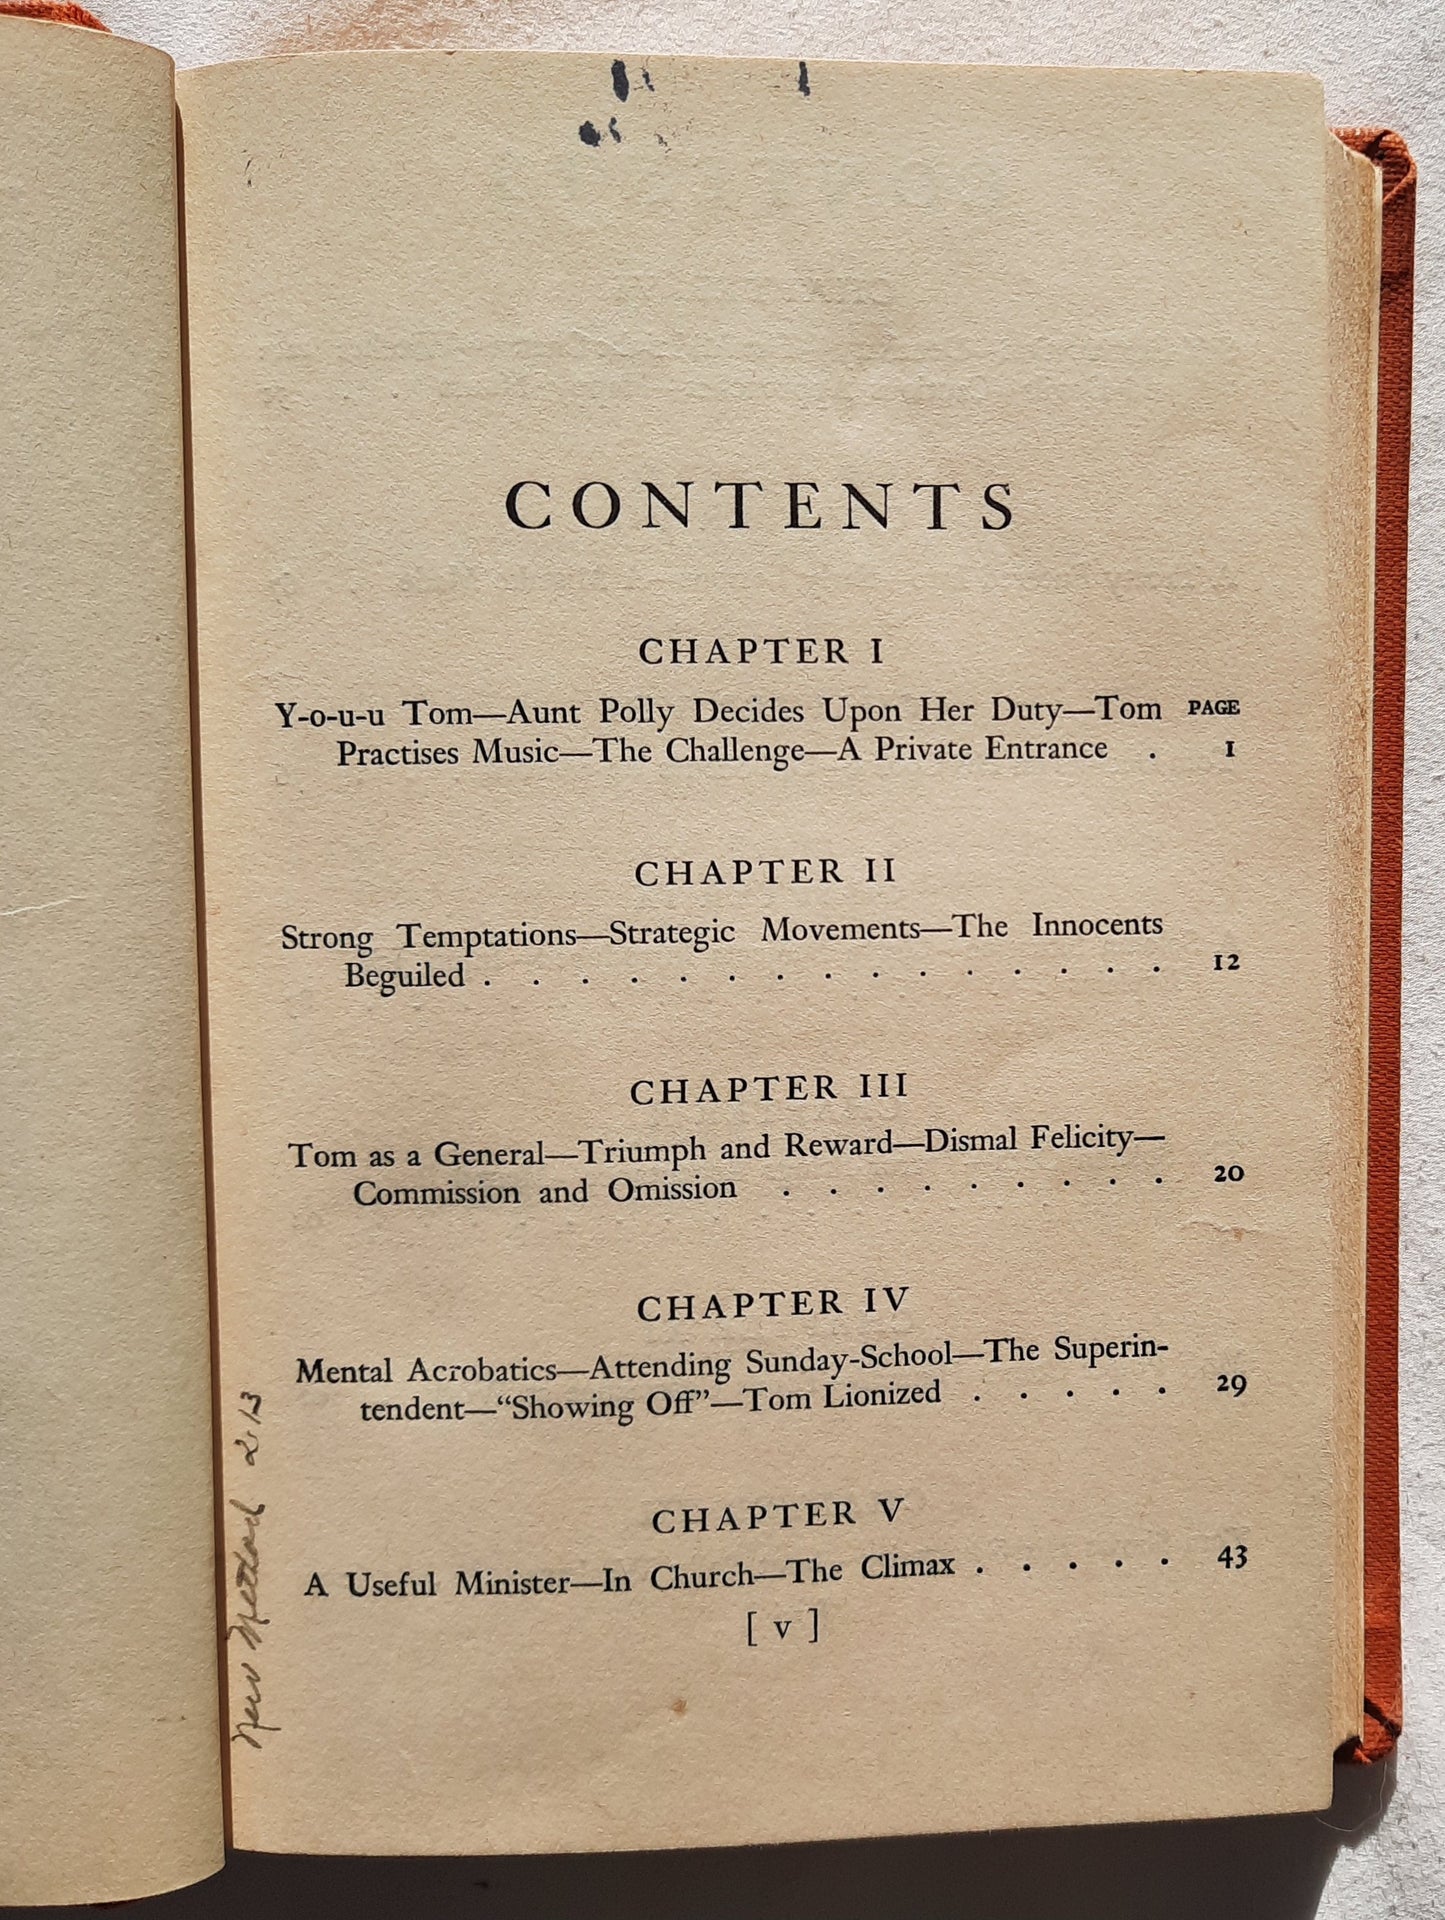 CONTENTS
CHAPTER I
Y-o-u-u Tom—Aunt Polly Decides Upon Her Duty—Tom PAGE
Practises Music—The Challenge—A Private Entrance . 1
CHAPTER II
Strong Temptations—Strategic Movements—The Innocents
Beguiled . . . . . . . . . . . . . . . 12
CHAPTER III
Tom as a General—Triumph and Reward—Dismal Felicity—
Commission and Omission . . . . . . . . . 20
CHAPTER IV
Mental Acrobatics—Attending Sunday-School—The Superin-
tendent—“Showing Off”—Tom Lionized . . . . . 29
CHAPTER V
A Useful Minister—In Church—The Climax . . . . . 43
[ v ]
New 2.13